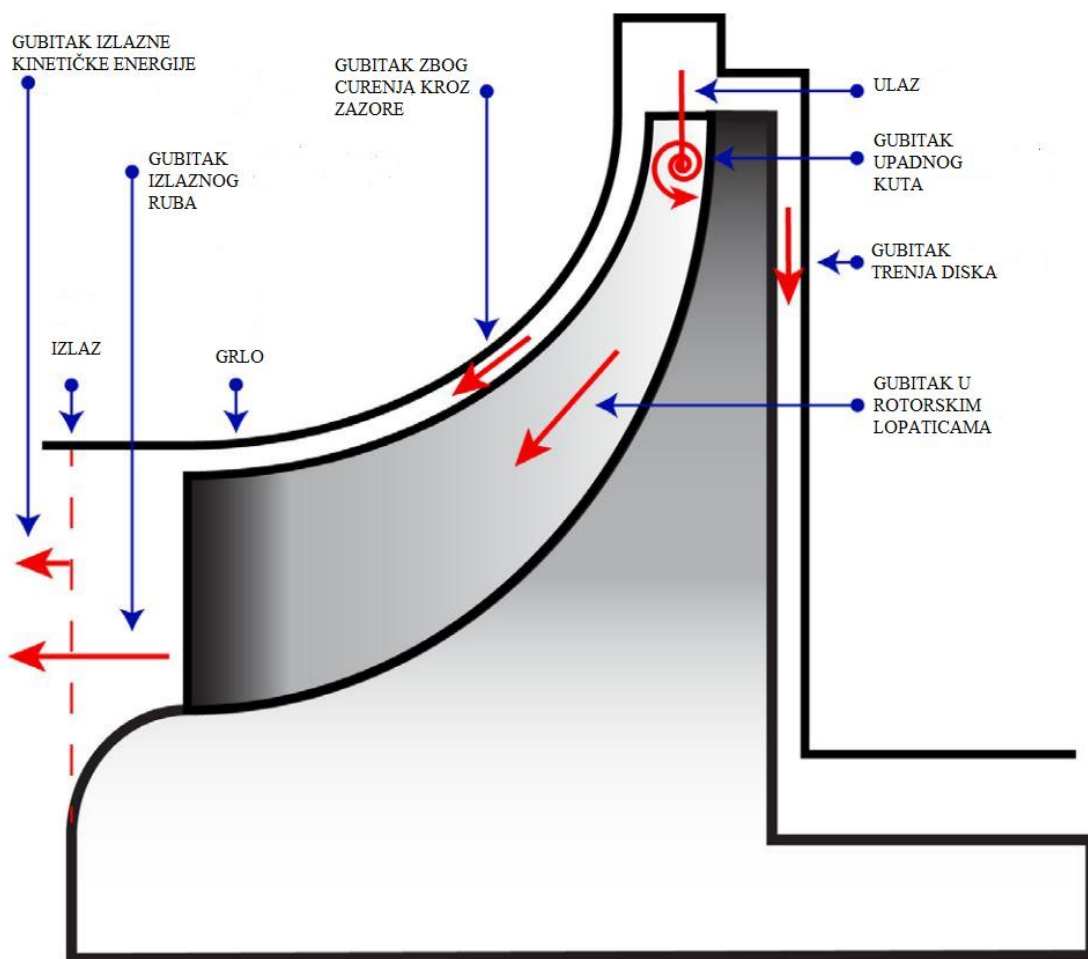 GUBITAK IZLAZNE
KINETIČKE ENERGIJE
GUBITAK
IZLAZNOG
RUBA
GUBITAK ZBOG
CURENJA KROZ
ZAZORE
ULAZ
GUBITAK
UPADNOG
KUTA
GUBITAK
TRENJA DISKA
IZLAZ
GRLO
GUBITAK U
ROTORSKIM
LOPATICAMA